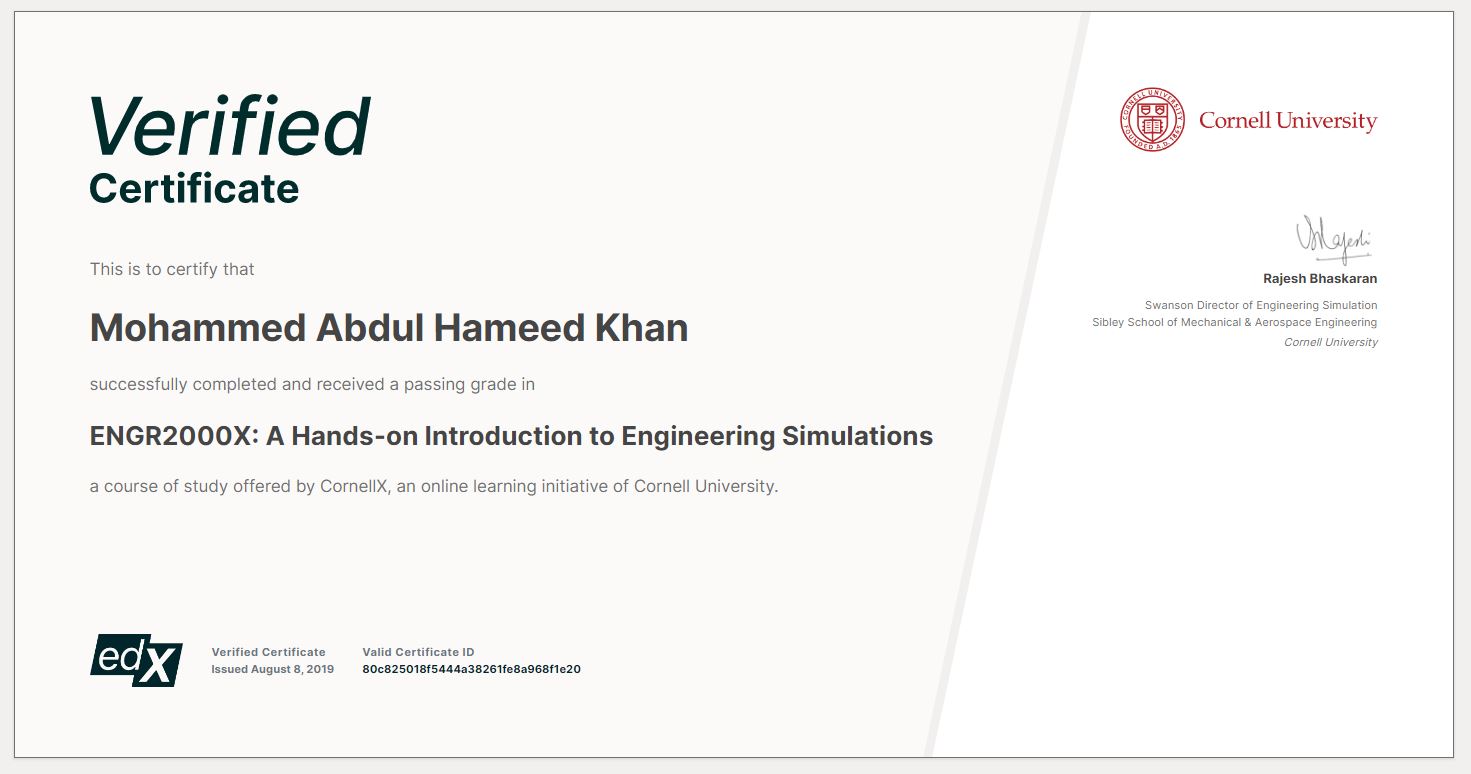 Verified
Certificate
This is to certify that
Mohammed Abdul Hameed Khan
successfully completed and received a passing grade in
ENGR2000X: A Hands-on Introduction to Engineering Simulations
a course of study offered by CornellX, an online learning initiative of Cornell University.
edX
Verified Certificate
Issued August 8, 2019
Valid Certificate ID
80c825018f5444a38261fe8a968f1e20
CORNELL UNIVERSITY
FOUNDED A.D. 1865
Cornell University
Rajesh Bhaskaran
Swanson Director of Engineering Simulation
Sibley School of Mechanical & Aerospace Engineering
Cornell University